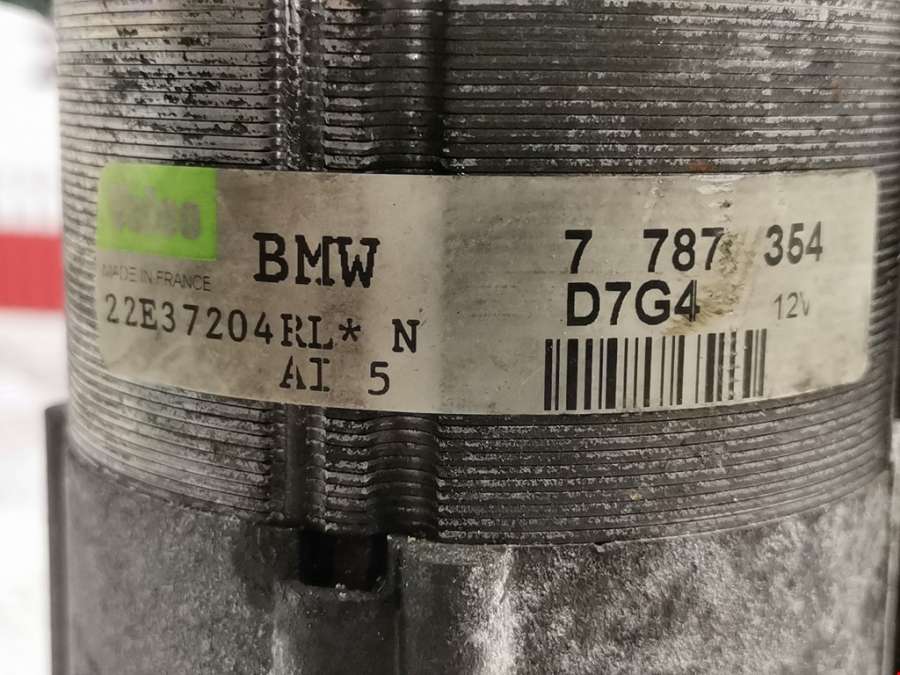 BMW
MADE IN FRANCE
22E37204RL* N
AI 5
7 787 354
D7G4 12V